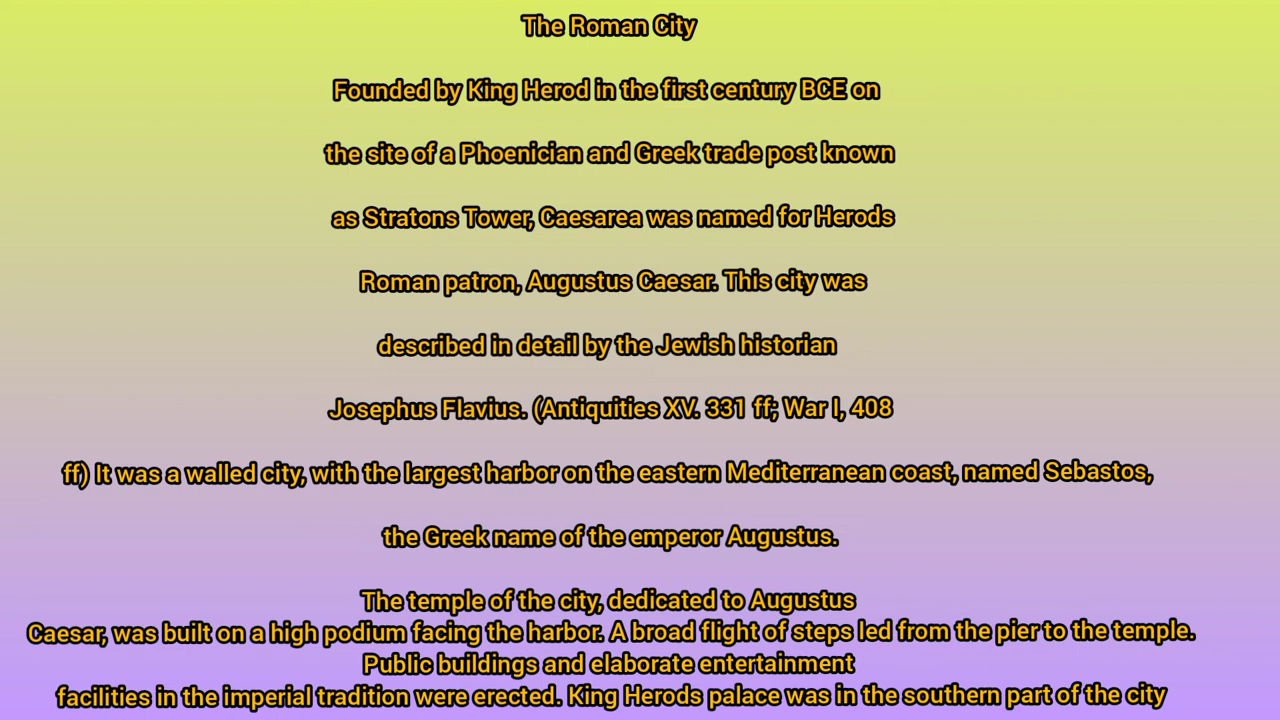 The Roman City
Founded by King Herod in the first century BCE on
the site of a Phoenician and Greek trade post known
as Stratons Tower, Caesarea was named for Herods
Roman patron, Augustus Caesar. This city was
described in detail by the Jewish historian
Josephus Flavius. (Antiquities XV. 331 ff; War I, 408
ff) It was a walled city, with the largest harbor on the eastern Mediterranean coast, named Sebastos,
the Greek name of the emperor Augustus.
The temple of the city, dedicated to Augustus
Caesar, was built on a high podium facing the harbor. A broad flight of steps led from the pier to the temple.
Public buildings and elaborate entertainment
facilities in the imperial tradition were erected. King Herods palace was in the southern part of the city